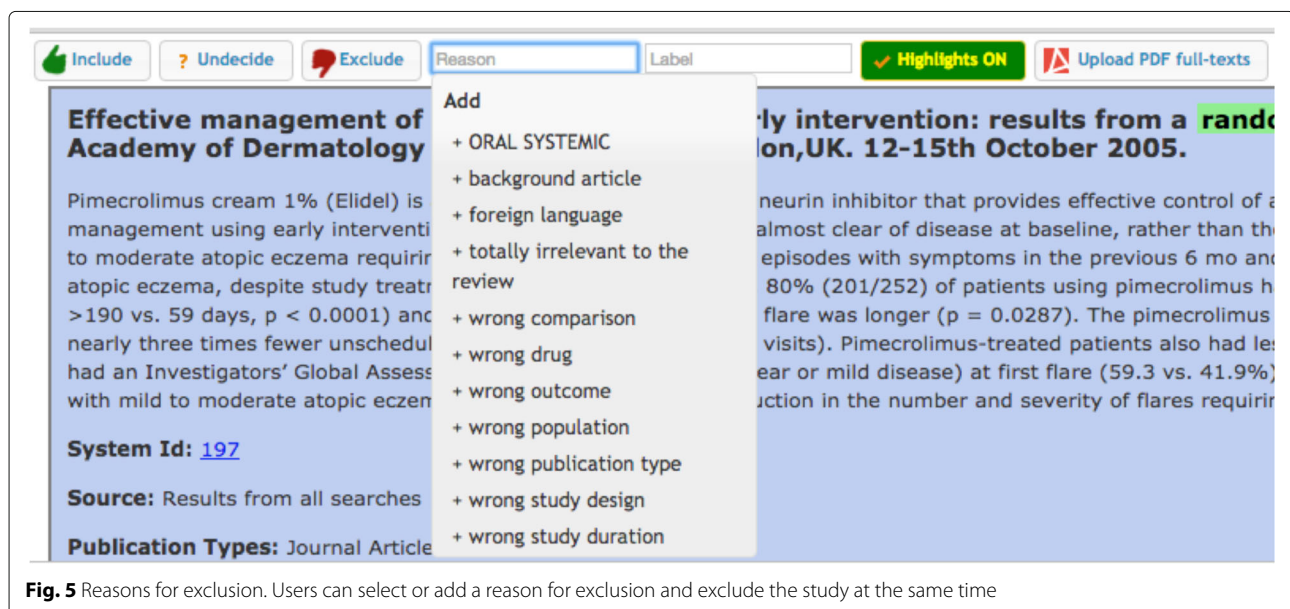 Include ? Undecide Exclude Reason Label Highlights ON Upload PDF full-texts
Add
+ ORAL SYSTEMIC
+ background article
+ foreign language
+ totally irrelevant to the
review
+ wrong comparison
+ wrong drug
+ wrong outcome
+ wrong population
+ wrong publication type
+ wrong study design
+ wrong study duration
Effective management of rly intervention: results from a rando
Academy of Dermatology don,UK. 12-15th October 2005.
Pimecrolimus cream 1% (Elidel) is neurin inhibitor that provides effective control of a
management using early interventi almost clear of disease at baseline, rather than the
to moderate atopic eczema requirin episodes with symptoms in the previous 6 mo and
atopic eczema, despite study treatr 80% (201/252) of patients using pimecrolimus h
>190 vs. 59 days, p < 0.0001) and flare was longer (p = 0.0287). The pimecrolimus
nearly three times fewer unschedul visits). Pimecrolimus-treated patients also had les
had an Investigators' Global Assess ear or mild disease) at first flare (59.3 vs. 41.9%)
with mild to moderate atopic eczem uction in the number and severity of flares requirin
System Id: 197
Source: Results from all searches
Publication Types: Journal Article
Fig. 5 Reasons for exclusion. Users can select or add a reason for exclusion and exclude the study at the same time